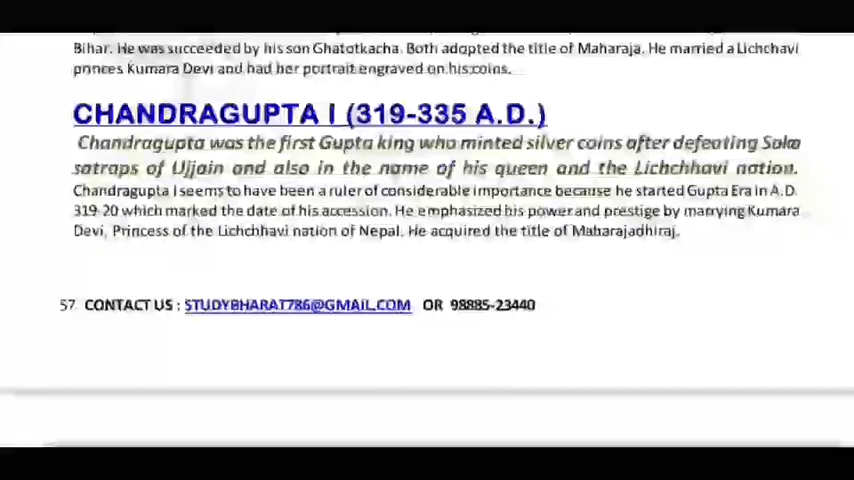 Bihar. He was succeeded by his son Ghatotkacha. Both adopted the title of Maharaja. He married a Lichchavi
princes Kumara Devi and had her portrait engraved on his coins.
CHANDRAGUPTA I (319-335 A.D.)
Chandragupta was the first Gupta king who minted silver coins after defeating Saka
satraps of Ujjain and also in the name of his queen and the Lichchhavi nation.
Chandragupta I seems to have been a ruler of considerable importance because he started Gupta Era in A.D.
319-20 which marked the date of his accession. He emphasized his power and prestige by marrying Kumara
Devi, Princess of the Lichchhavi nation of Nepal. He acquired the title of Maharajadhiraj.
57 CONTACT US : STUDYBHARAT786@GMAIL.COM OR 98885-23440